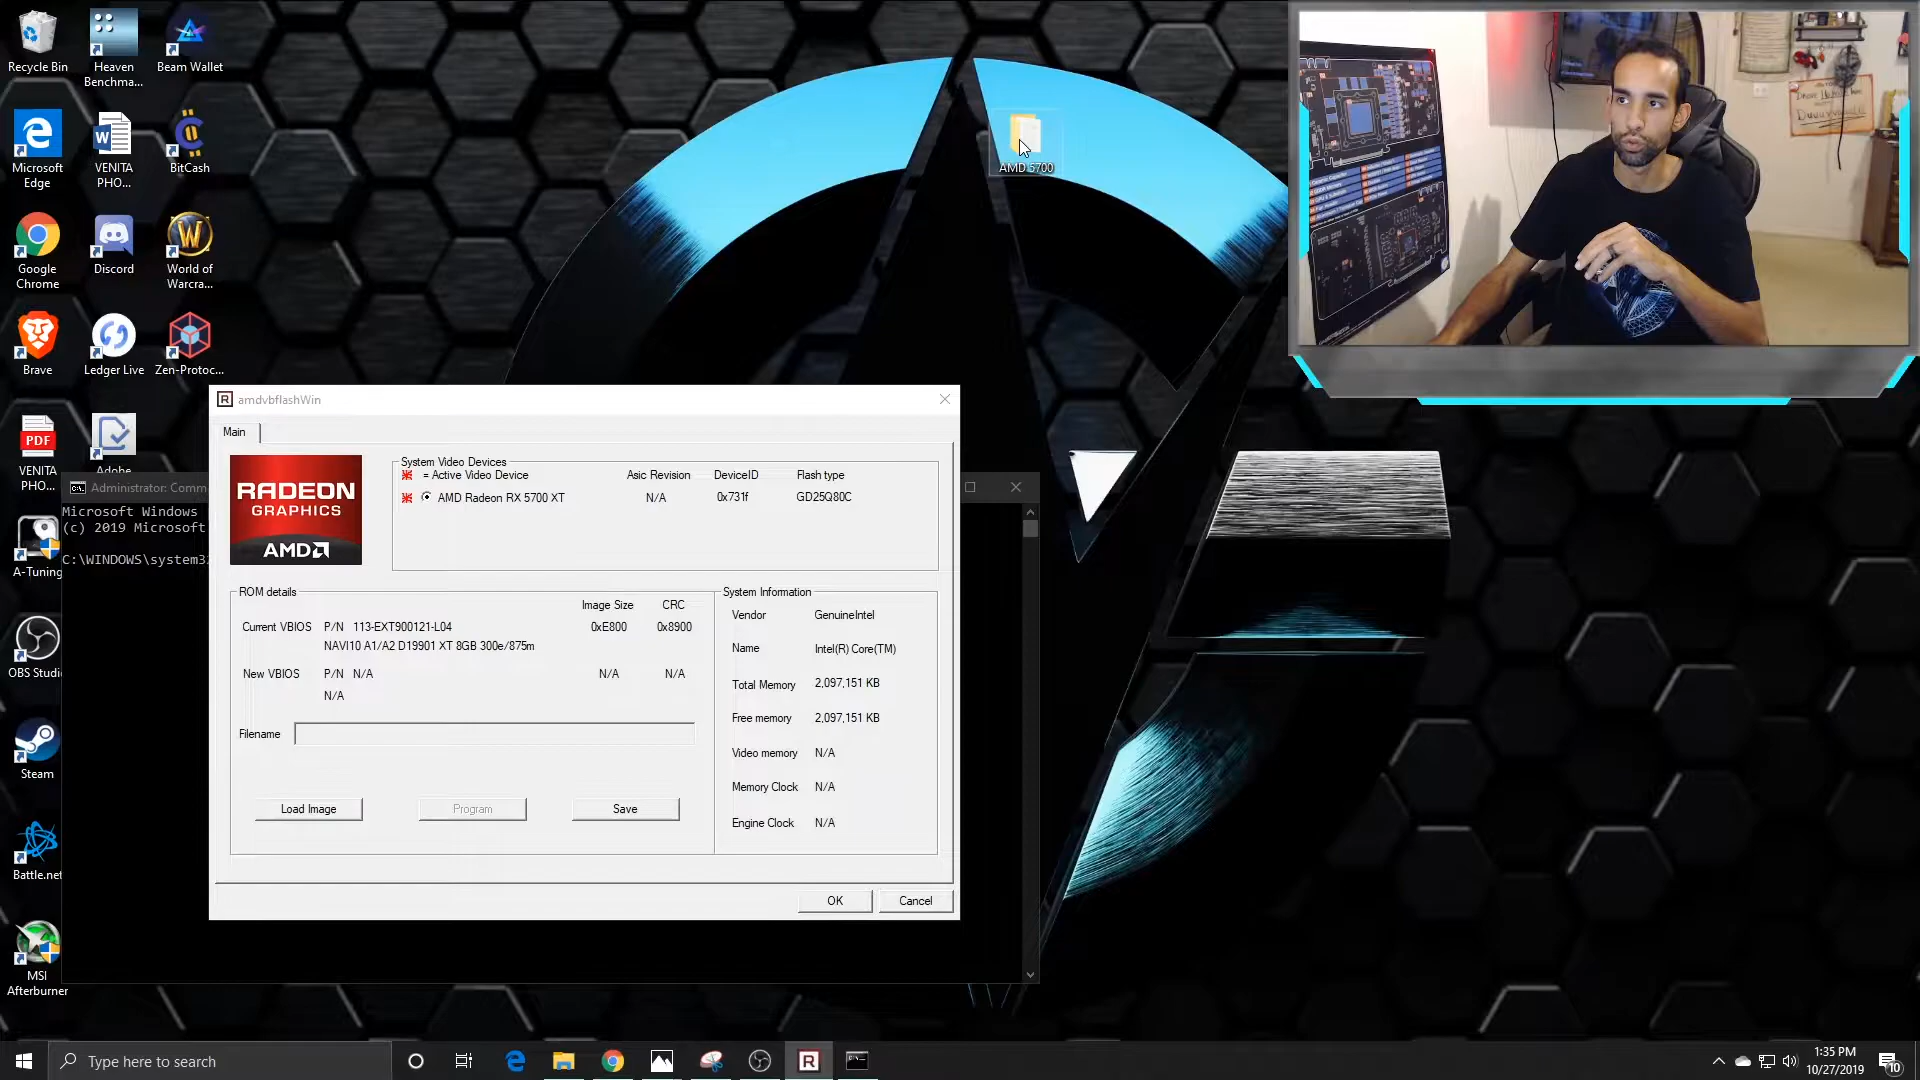 Recycle Bin
Heaven
Benchma...
Beam Wallet
Microsoft
Edge
VENITA
PHO...
BitCash
Google
Chrome
Discord
World of
Warcra...
Brave
Ledger Live
Zen-Protoc...
PDF
VENITA
PHO...
Adobe
A-Tuning
OBS Studi
Steam
Battle.net
MSI
Afterburner
AMD 5700
Administrator: Comm
Microsoft Windows
(c) 2019 Microsoft
C:\WINDOWS\system3
amdvbflashWin
Main
RADEON
GRAPHICS
AMD
System Video Devices
= Active Video Device
Asic Revision
DeviceID
Flash type
AMD Radeon RX 5700 XT
N/A
0x731f
GD25Q80C
ROM details
Image Size
CRC
Current VBIOS
P/N 113-EXT900121-L04
0xE800
0x8900
NAVI10 A1/A2 D19901 XT 8GB 300e/875m
New VBIOS
P/N N/A
N/A
N/A
N/A
Filename
Load Image
Program
Save
System Information
Vendor
GenuineIntel
Name
Intel(R) Core(TM)
Total Memory
2,097,151 KB
Free memory
2,097,151 KB
Video memory
N/A
Memory Clock
N/A
Engine Clock
N/A
OK
Cancel
Type here to search
1:35 PM
10/27/2019
10